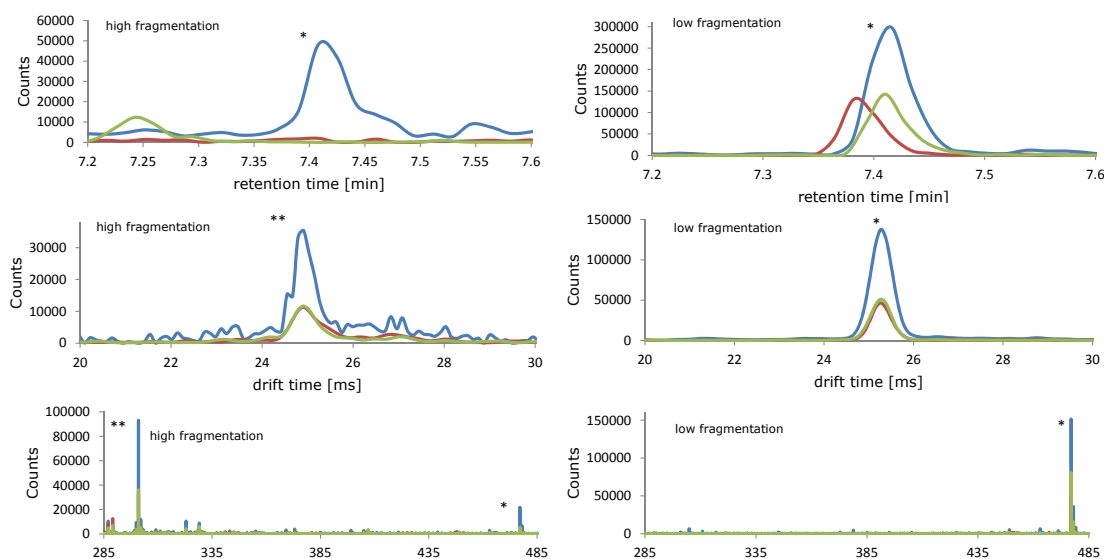 high fragmentation
*
Counts
60000
50000
40000
30000
20000
10000
0
7.2 7.25 7.3 7.35 7.4 7.45 7.5 7.55 7.6
retention time [min]
low fragmentation
*
Counts
300000
250000
200000
150000
100000
50000
0
7.2 7.3 7.4 7.5 7.6
retention time [min]
high fragmentation
**
Counts
30000
20000
10000
0
20 22 24 26 28 30
drift time [ms]
low fragmentation
*
Counts
150000
100000
50000
0
20 22 24 26 28 30
drift time [ms]
** high fragmentation
*
Counts
100000
80000
60000
40000
20000
0
285 335 385 435 485
low fragmentation
*
Counts
150000
100000
50000
0
285 335 385 435 485